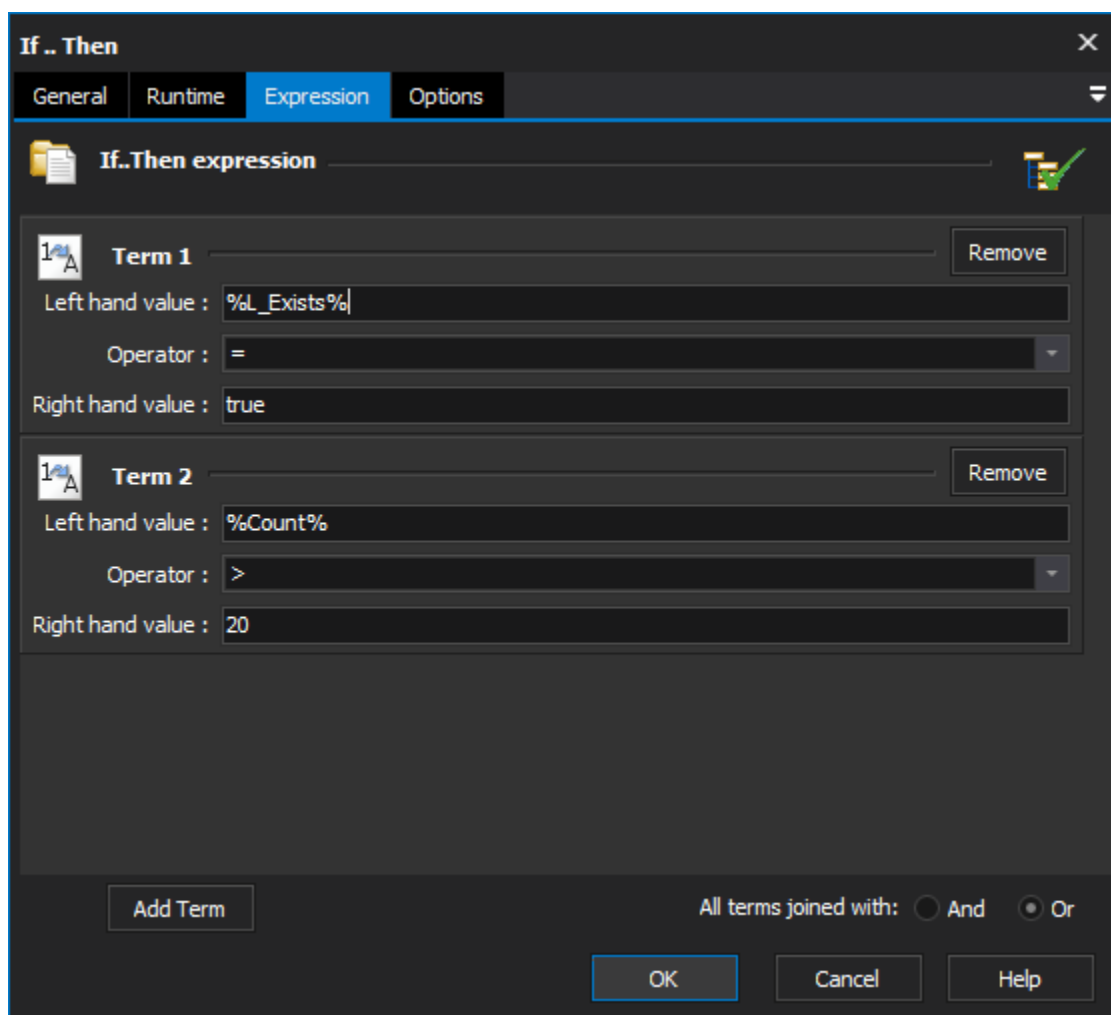 If .. Then
General Runtime Expression Options
If..Then expression
Term 1 Remove
Left hand value : %L_Exists%
Operator : =
Right hand value : true
Term 2 Remove
Left hand value : %Count%
Operator : >
Right hand value : 20
Add Term All terms joined with: And Or
OK Cancel Help